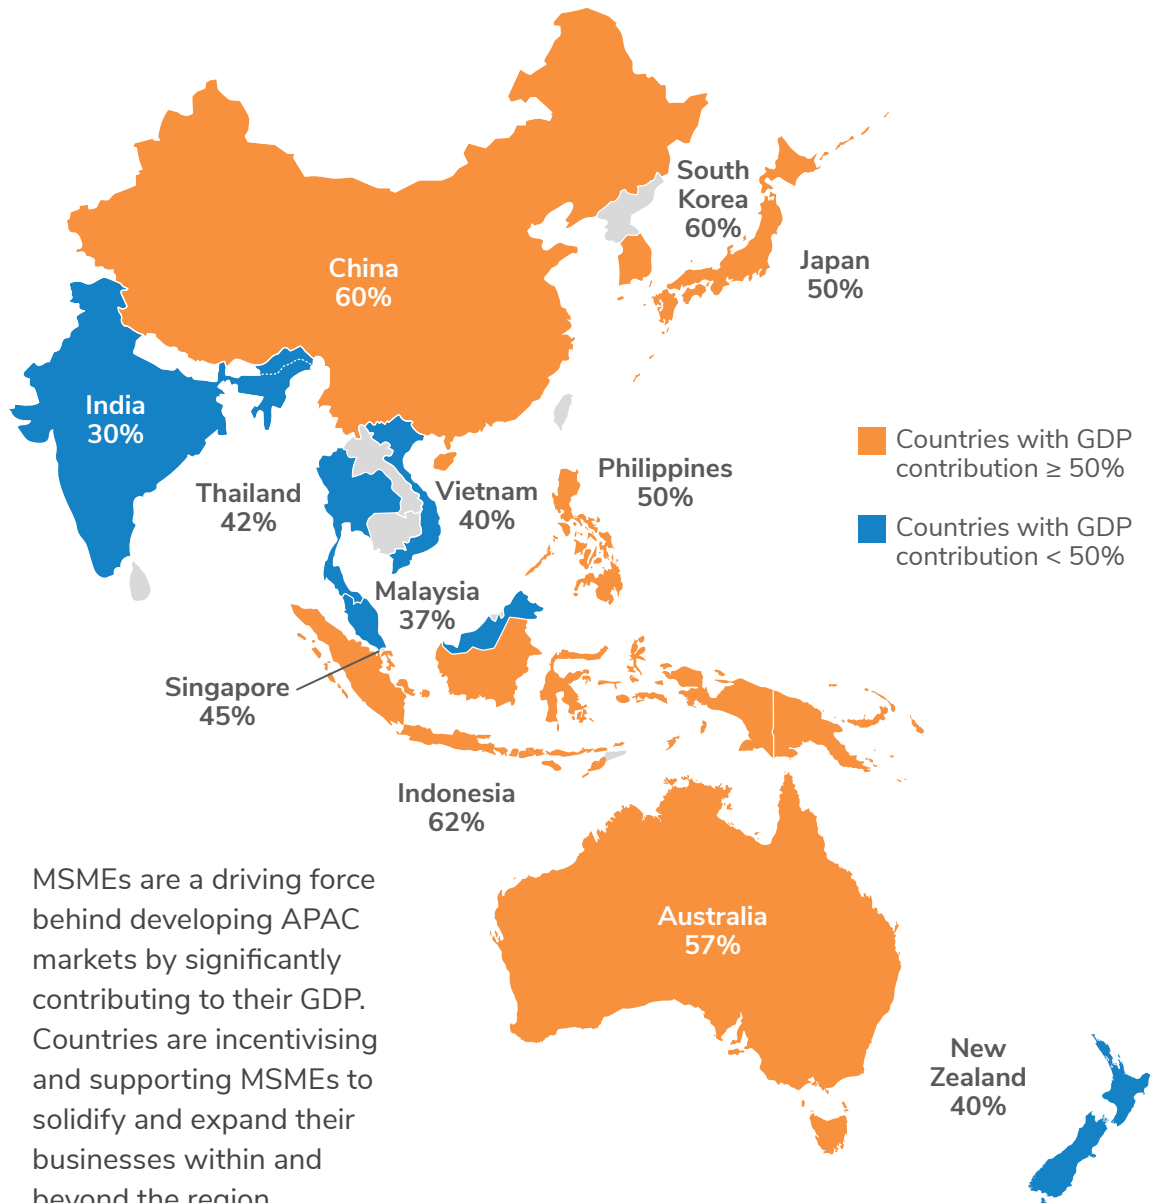 South
Korea
60%
Japan
50%
China
60%
India
30%
Countries with GDP
contribution ≥ 50%
Philippines
50%
Thailand
42%
Vietnam
40%
Countries with GDP
contribution < 50%
Malaysia
37%
Singapore
45%
Indonesia
62%
MSMEs are a driving force
behind developing APAC
markets by significantly
contributing to their GDP.
Countries are incentivising
and supporting MSMEs to
solidify and expand their
businesses within and
beyond the region
Australia
57%
New
Zealand
40%